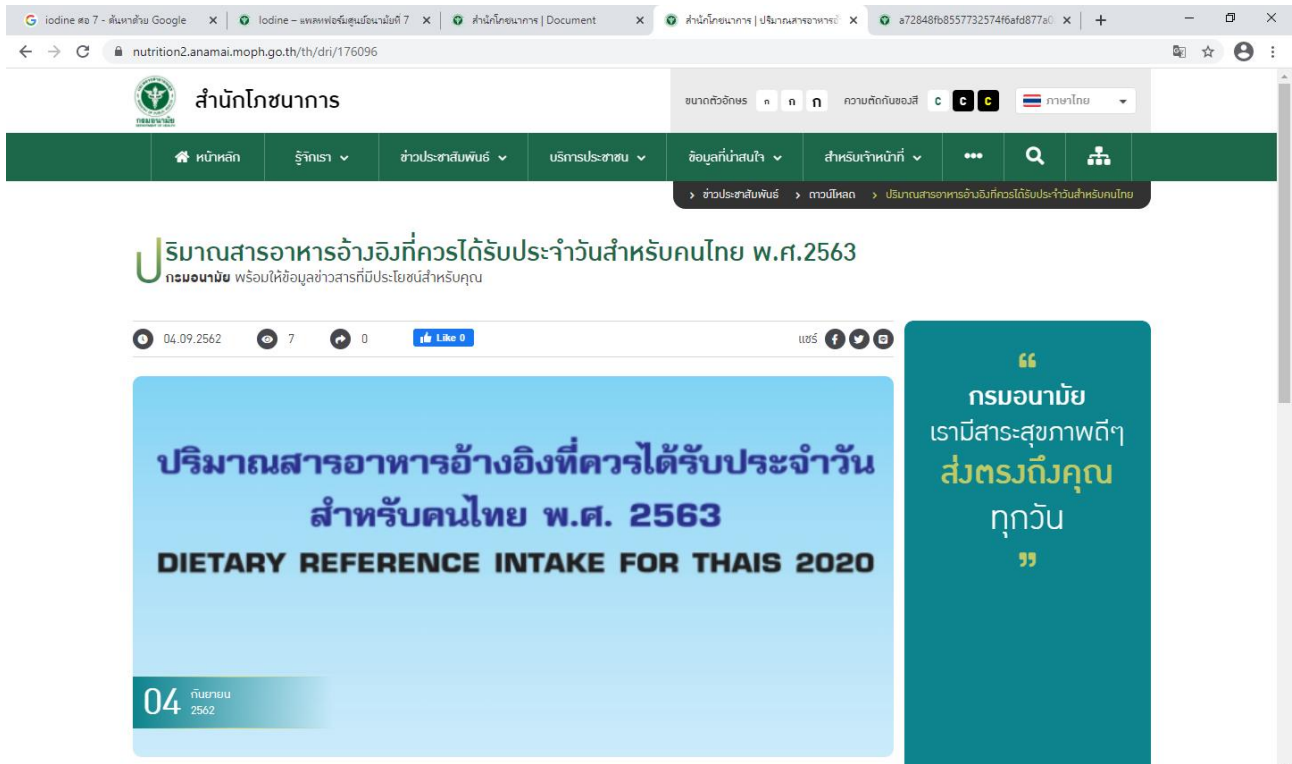 iodine ศอ 7 - ค้นหาด้วย Google
Iodine – แพลตฟอร์มศูนย์อนามัยที่ 7
สำนักโภชนาการ | Document
สำนักโภชนาการ | ปริมาณสารอาหารอ้
a72848fb8557732574f6afd877a0
nutrition2.anamai.moph.go.th/th/dri/176096
กรมอนามัย
สำนักโภชนาการ
ขนาดตัวอักษร ก ก ก ความตัดกันของสี C C C ภาษาไทย
หน้าหลัก รู้จักเรา ข่าวประชาสัมพันธ์ บริการประชาชน ข้อมูลที่น่าสนใจ สำหรับเจ้าหน้าที่
> ข่าวประชาสัมพันธ์ > ดาวน์โหลด > ปริมาณสารอาหารอ้างอิงที่ควรได้รับประจำวันสำหรับคนไทย
ปริมาณสารอาหารอ้างอิงที่ควรได้รับประจำวันสำหรับคนไทย พ.ศ.2563
กรมอนามัย พร้อมให้ข้อมูลข่าวสารที่มีประโยชน์สำหรับคุณ
04.09.2562 7 0 Like 0 แชร์
ปริมาณสารอาหารอ้างอิงที่ควรได้รับประจำวัน
สำหรับคนไทย พ.ศ. 2563
DIETARY REFERENCE INTAKE FOR THAIS 2020
04 กันยายน
2562
“
กรมอนามัย
เรามีสาระสุขภาพดีๆ
ส่งตรงถึงคุณ
ทุกวัน
”